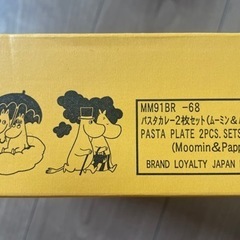 MM91BR -68
パスタカレー2枚セット(ムーミン&
PASTA PLATE 2PCS. SETS
(Moomin&Papp
BRAND LOYALTY JAPAN